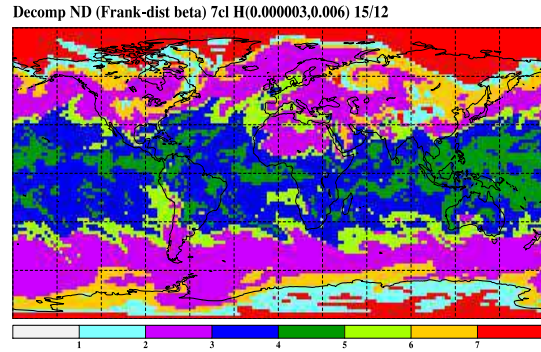 Decomp ND (Frank-dist beta) 7cl H(0.000003,0.006) 15/12
1 2 3 4 5 6 7